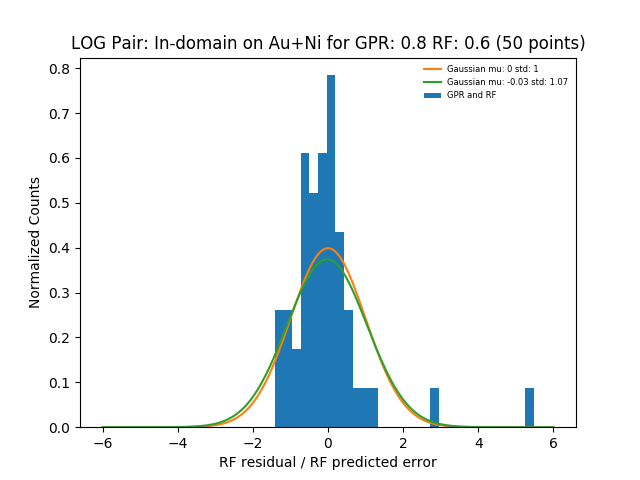 LOG Pair: In-domain on Au+Ni for GPR: 0.8 RF: 0.6 (50 points)
Gaussian mu: 0 std: 1
Gaussian mu: -0.03 std: 1.07
GPR and RF
0.8
0.7
0.6
0.5
0.4
0.3
0.2
0.1
0.0
Normalized Counts
−6
−4
−2
0
2
4
6
RF residual / RF predicted error